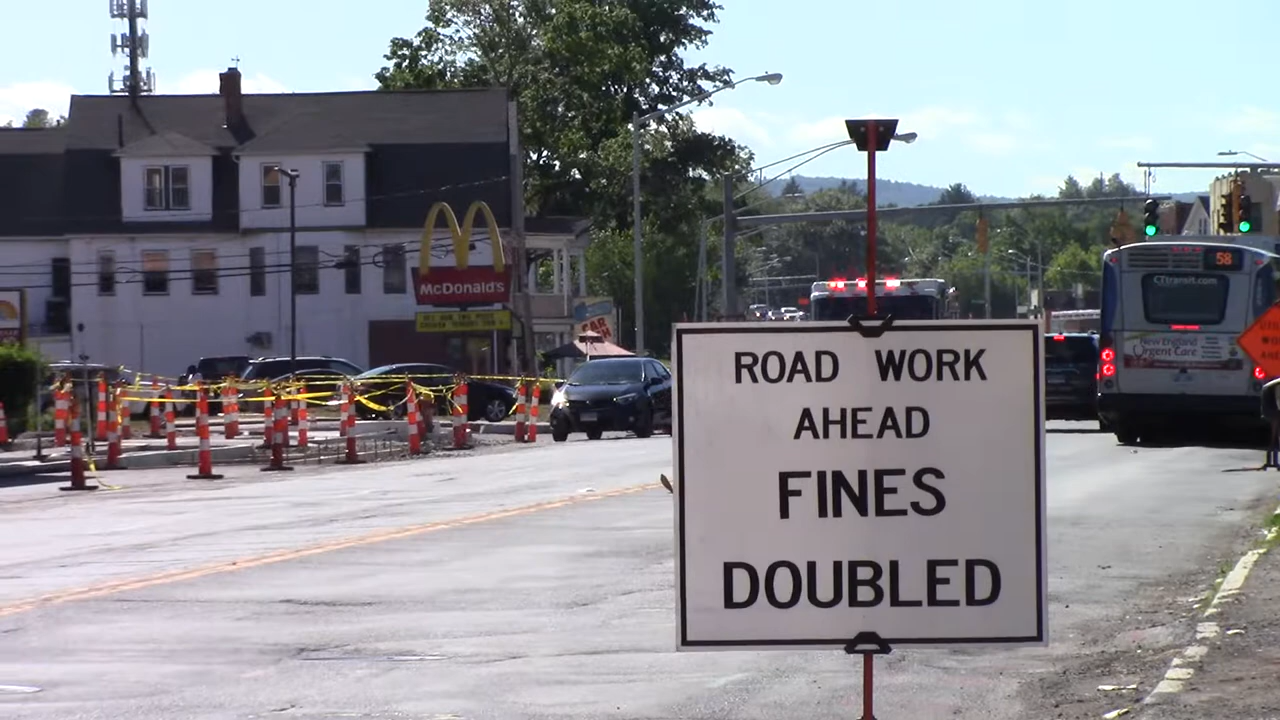 McDonald's
58
CTtransit.com
New England
Urgent Care
ROAD WORK
AHEAD
FINES
DOUBLED